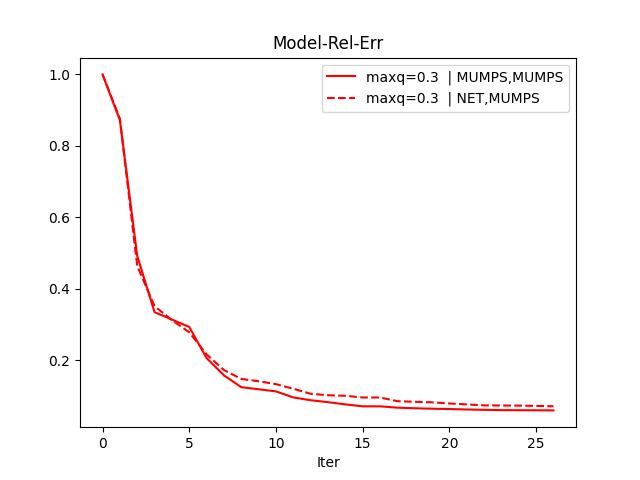 Model-Rel-Err
maxq=0.3 | MUMPS,MUMPS
maxq=0.3 | NET,MUMPS
1.0
0.8
0.6
0.4
0.2
0 5 10 15 20 25
Iter